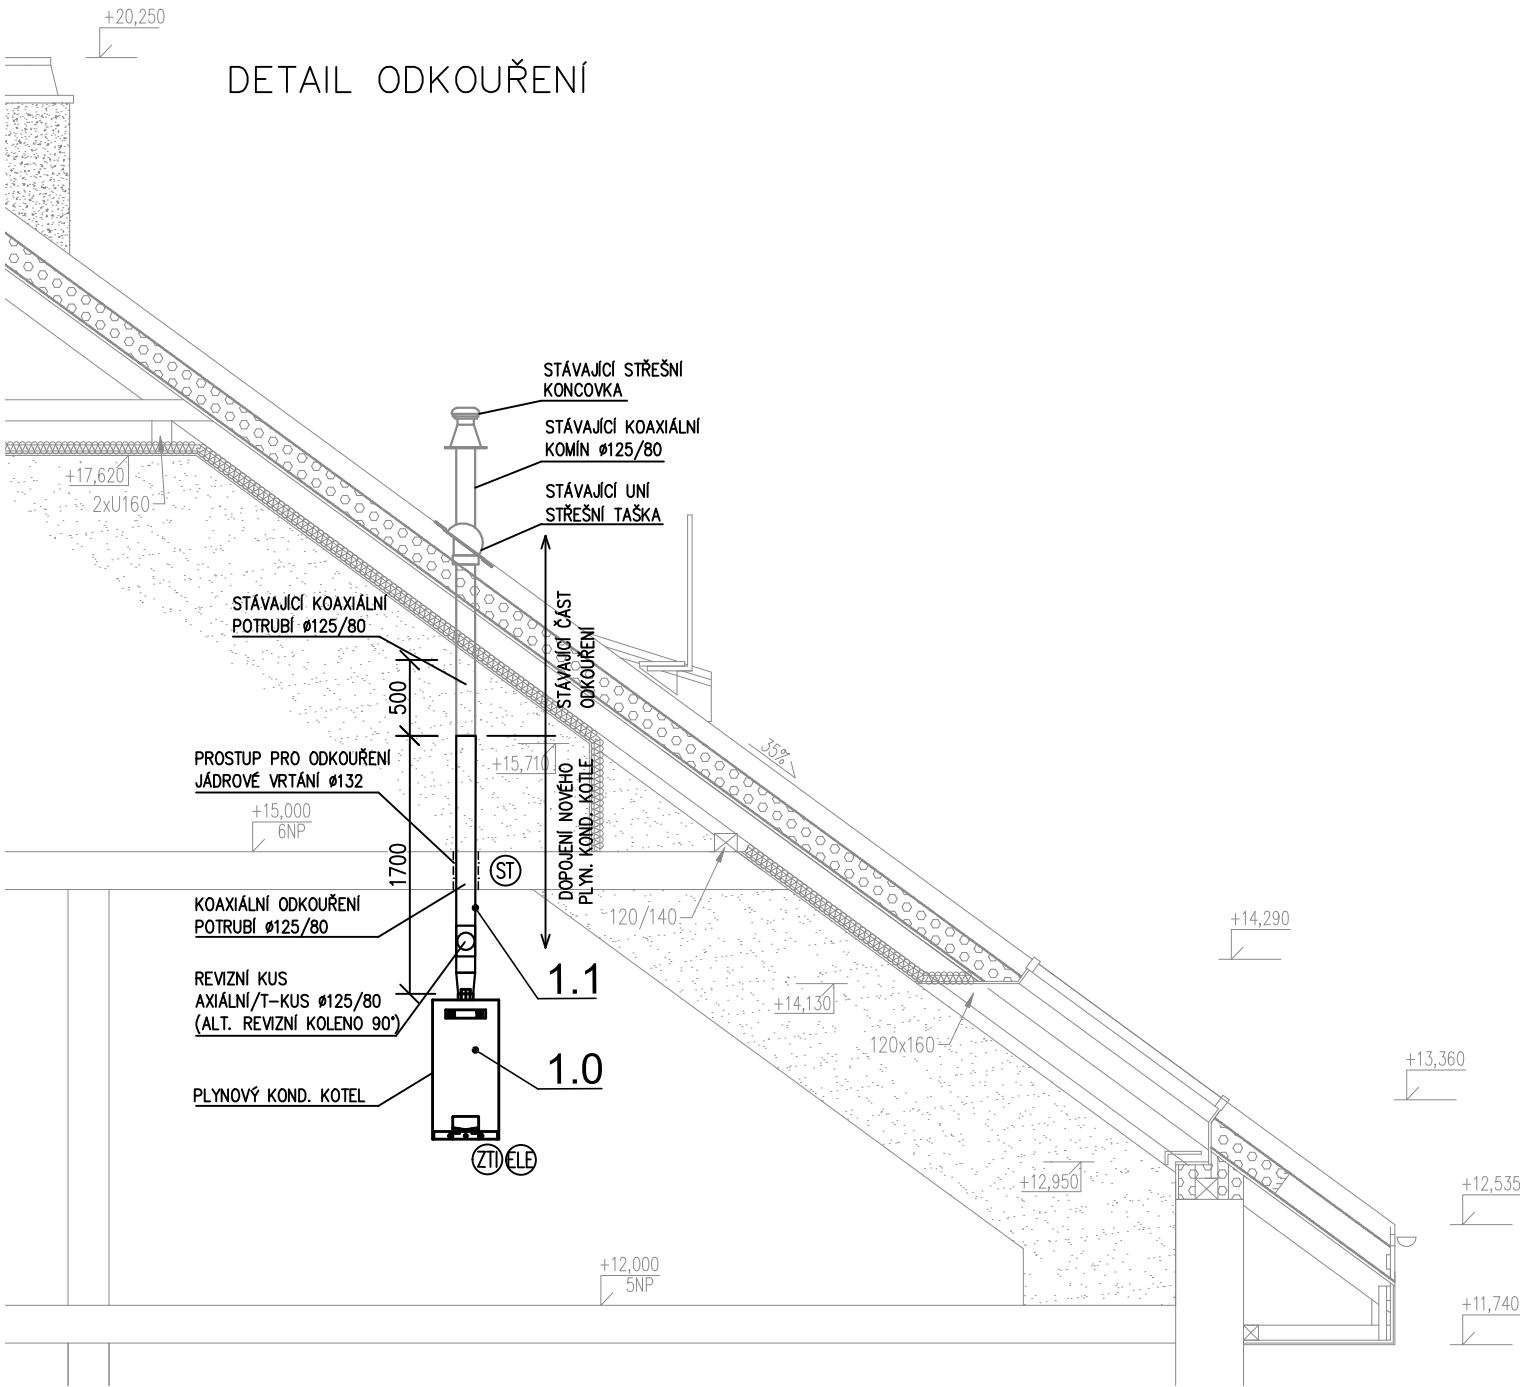 +20,250
DETAIL ODKOUŘENÍ
STÁVAJÍCÍ STŘEŠNÍ
KONCOVKA
STÁVAJÍCÍ KOAXIÁLNÍ
KOMÍN ø125/80
+17,620
2xU160
STÁVAJÍCÍ UNÍ
STŘEŠNÍ TAŠKA
STÁVAJÍCÍ KOAXIÁLNÍ
POTRUBÍ ø125/80
STÁVAJÍCÍ ČÁST
ODKOUŘENÍ
500
35%
PROSTUP PRO ODKOUŘENÍ
JÁDROVÉ VRTÁNÍ ø132
+15,710
DOPOJENÍ NOVÉHO
PLYN. KOND. KOTLE
+15,000
6NP
1700
ST
KOAXIÁLNÍ ODKOUŘENÍ
POTRUBÍ ø125/80
120/140
+14,290
REVIZNÍ KUS
AXIÁLNÍ/T-KUS ø125/80
(ALT. REVIZNÍ KOLENO 90°)
1.1
+14,130
120x160
1.0
+13,360
PLYNOVÝ KOND. KOTEL
ZTI
ELE
+12,950
+12,535
+12,000
5NP
+11,740